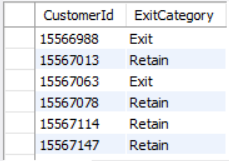 CustomerId ExitCategory
15566988 Exit
15567013 Retain
15567063 Exit
15567078 Retain
15567114 Retain
15567147 Retain